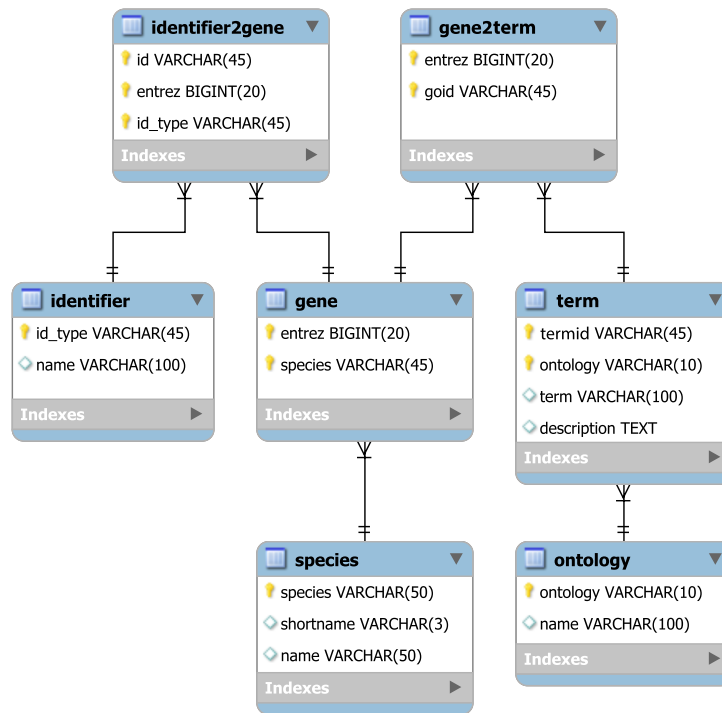 identifier2gene
id VARCHAR(45)
entrez BIGINT(20)
id_type VARCHAR(45)
Indexes
gene2term
entrez BIGINT(20)
goid VARCHAR(45)
Indexes
identifier
id_type VARCHAR(45)
name VARCHAR(100)
Indexes
gene
entrez BIGINT(20)
species VARCHAR(45)
Indexes
term
termid VARCHAR(45)
ontology VARCHAR(10)
term VARCHAR(100)
description TEXT
Indexes
species
species VARCHAR(50)
shortname VARCHAR(3)
name VARCHAR(50)
Indexes
ontology
ontology VARCHAR(10)
name VARCHAR(100)
Indexes